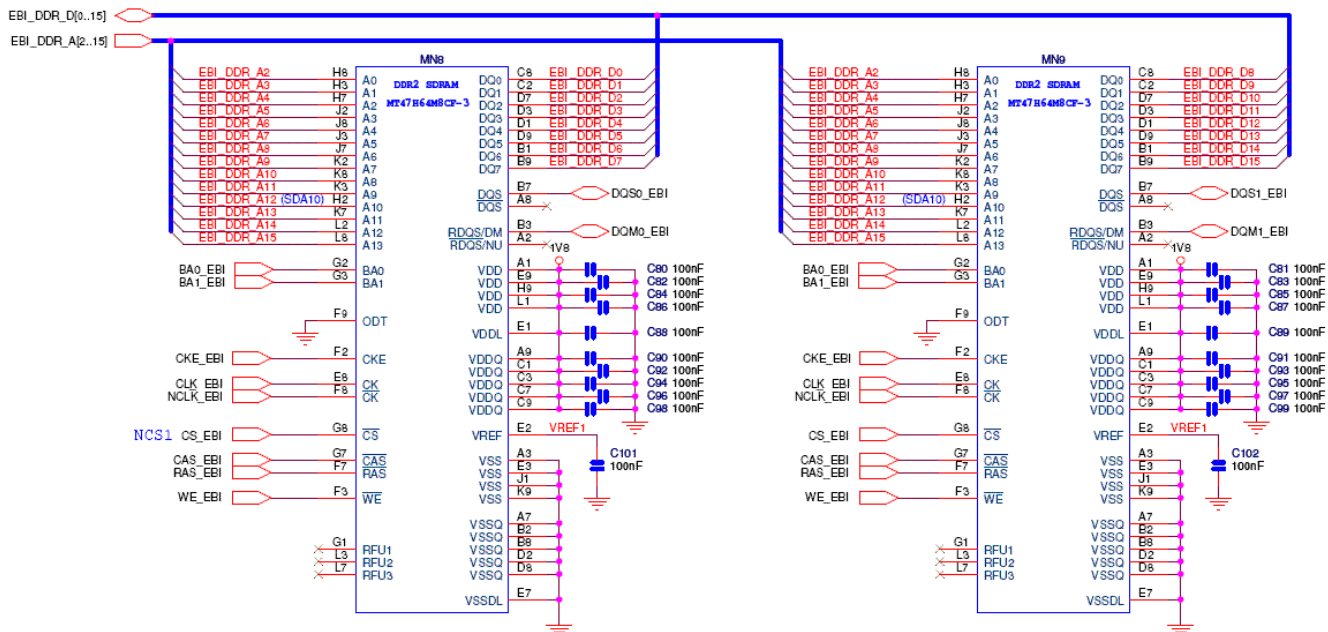 EBI_DDR_D[0..15]
EBI_DDR_A[2..15]
MN8
DDR2 SDRAM
MT47H64M8CF-3
EBI_DDR_A2 H8 A0
EBI_DDR_A3 H3 A1
EBI_DDR_A4 H7 A2
EBI_DDR_A5 J2 A3
EBI_DDR_A6 J8 A4
EBI_DDR_A7 J3 A5
EBI_DDR_A8 J7 A6
EBI_DDR_A9 K2 A7
EBI_DDR_A10 K8 A8
EBI_DDR_A11 K3 A9
EBI_DDR_A12 (SDA10) H2 A10
EBI_DDR_A13 K7 A11
EBI_DDR_A14 L2 A12
EBI_DDR_A15 L8 A13
BA0_EBI G2 BA0
BA1_EBI G3 BA1
F9 ODT
CKE_EBI F2 CKE
CLK_EBI E8 CK
NCLK_EBI F8 CK
NCS1 CS_EBI G8 CS
CAS_EBI G7 CAS
RAS_EBI F7 RAS
WE_EBI F3 WE
G1 RFU1
L3 RFU2
L7 RFU3
DQ0 C8 EBI_DDR_D0
DQ1 C2 EBI_DDR_D1
DQ2 D7 EBI_DDR_D2
DQ3 D3 EBI_DDR_D3
DQ4 D1 EBI_DDR_D4
DQ5 D9 EBI_DDR_D5
DQ6 B1 EBI_DDR_D6
DQ7 B9 EBI_DDR_D7
DQS B7 DQS0_EBI
DQS A8
RDQS/DM B3 DQM0_EBI
RDQS/NU A2
1V8
VDD A1 C80 100nF
VDD E9 C82 100nF
VDD H9 C84 100nF
VDD L1 C86 100nF
VDDL E1 C88 100nF
VDDQ A9 C90 100nF
VDDQ C1 C92 100nF
VDDQ C3 C94 100nF
VDDQ C7 C96 100nF
VDDQ C9 C98 100nF
VREF E2 VREF1
C101
100nF
VSS A3
VSS E3
VSS J1
VSS K9
VSSQ A7
VSSQ B2
VSSQ B8
VSSQ D2
VSSQ D8
VSSDL E7
MN9
DDR2 SDRAM
MT47H64M8CF-3
EBI_DDR_A2 H8 A0
EBI_DDR_A3 H3 A1
EBI_DDR_A4 H7 A2
EBI_DDR_A5 J2 A3
EBI_DDR_A6 J8 A4
EBI_DDR_A7 J3 A5
EBI_DDR_A8 J7 A6
EBI_DDR_A9 K2 A7
EBI_DDR_A10 K8 A8
EBI_DDR_A11 K3 A9
EBI_DDR_A12 (SDA10) H2 A10
EBI_DDR_A13 K7 A11
EBI_DDR_A14 L2 A12
EBI_DDR_A15 L8 A13
BA0_EBI G2 BA0
BA1_EBI G3 BA1
F9 ODT
CKE_EBI F2 CKE
CLK_EBI E8 CK
NCLK_EBI F8 CK
CS_EBI G8 CS
CAS_EBI G7 CAS
RAS_EBI F7 RAS
WE_EBI F3 WE
G1 RFU1
L3 RFU2
L7 RFU3
DQ0 C8 EBI_DDR_D8
DQ1 C2 EBI_DDR_D9
DQ2 D7 EBI_DDR_D10
DQ3 D3 EBI_DDR_D11
DQ4 D1 EBI_DDR_D12
DQ5 D9 EBI_DDR_D13
DQ6 B1 EBI_DDR_D14
DQ7 B9 EBI_DDR_D15
DQS B7 DQS1_EBI
DQS A8
RDQS/DM B3 DQM1_EBI
RDQS/NU A2
1V8
VDD A1 C81 100nF
VDD E9 C83 100nF
VDD H9 C85 100nF
VDD L1 C87 100nF
VDDL E1 C89 100nF
VDDQ A9 C91 100nF
VDDQ C1 C93 100nF
VDDQ C3 C95 100nF
VDDQ C7 C97 100nF
VDDQ C9 C99 100nF
VREF E2 VREF1
C102
100nF
VSS A3
VSS E3
VSS J1
VSS K9
VSSQ A7
VSSQ B2
VSSQ B8
VSSQ D2
VSSQ D8
VSSDL E7